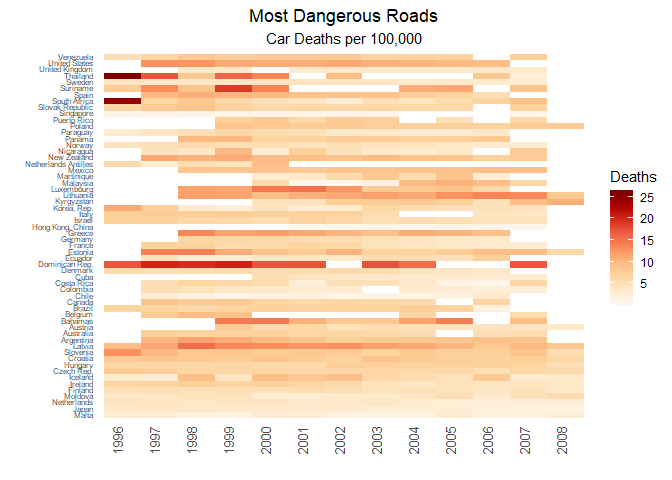 Most Dangerous Roads
Car Deaths per 100,000
Venezuela
United States
United Kingdom
Thailand
Sweden
Suriname
Spain
South Africa
Slovak Republic
Singapore
Puerto Rico
Poland
Paraguay
Panama
Norway
Nicaragua
New Zealand
Netherlands Antilles
Mexico
Martinique
Malaysia
Luxembourg
Lithuania
Kyrgyzstan
Korea, Rep.
Italy
Israel
Hong Kong, China
Greece
Germany
France
Estonia
Ecuador
Dominican Rep.
Denmark
Cuba
Costa Rica
Colombia
Chile
Canada
Brazil
Belgium
Bahamas
Austria
Australia
Argentina
Latvia
Slovenia
Croatia
Hungary
Czech Rep.
Iceland
Ireland
Finland
Moldova
Netherlands
Japan
Malta
1996 1997 1998 1999 2000 2001 2002 2003 2004 2005 2006 2007 2008
Deaths
25
20
15
10
5